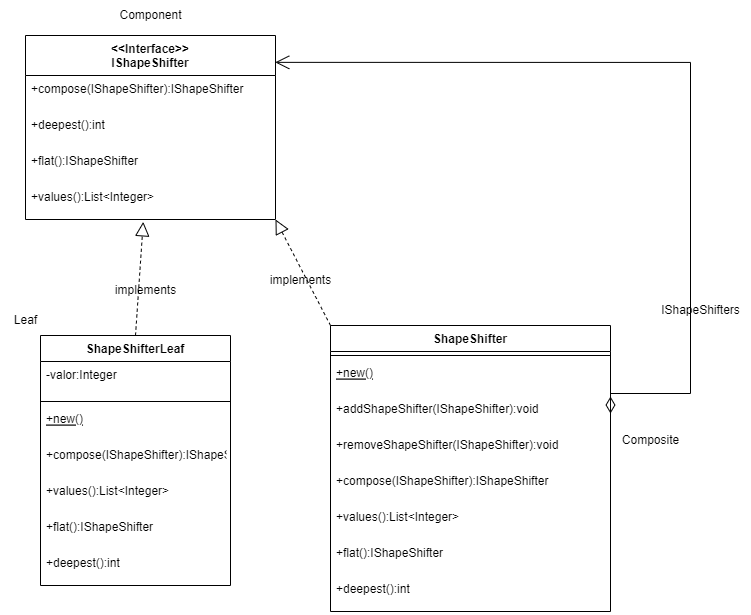 Component
<<Interface>>
IShapeShifter
+compose(IShapeShifter):IShapeShifter
+deepest():int
+flat():IShapeShifter
+values():List<Integer>
implements
implements
IShapeShifters
Leaf
ShapeShifterLeaf
-valor:Integer
+new()
+compose(IShapeShifter):IShapeS
+values():List<Integer>
+flat():IShapeShifter
+deepest():int
ShapeShifter
+new()
+addShapeShifter(IShapeShifter):void
+removeShapeShifter(IShapeShifter):void
+compose(IShapeShifter):IShapeShifter
+values():List<Integer>
+flat():IShapeShifter
+deepest():int
Composite